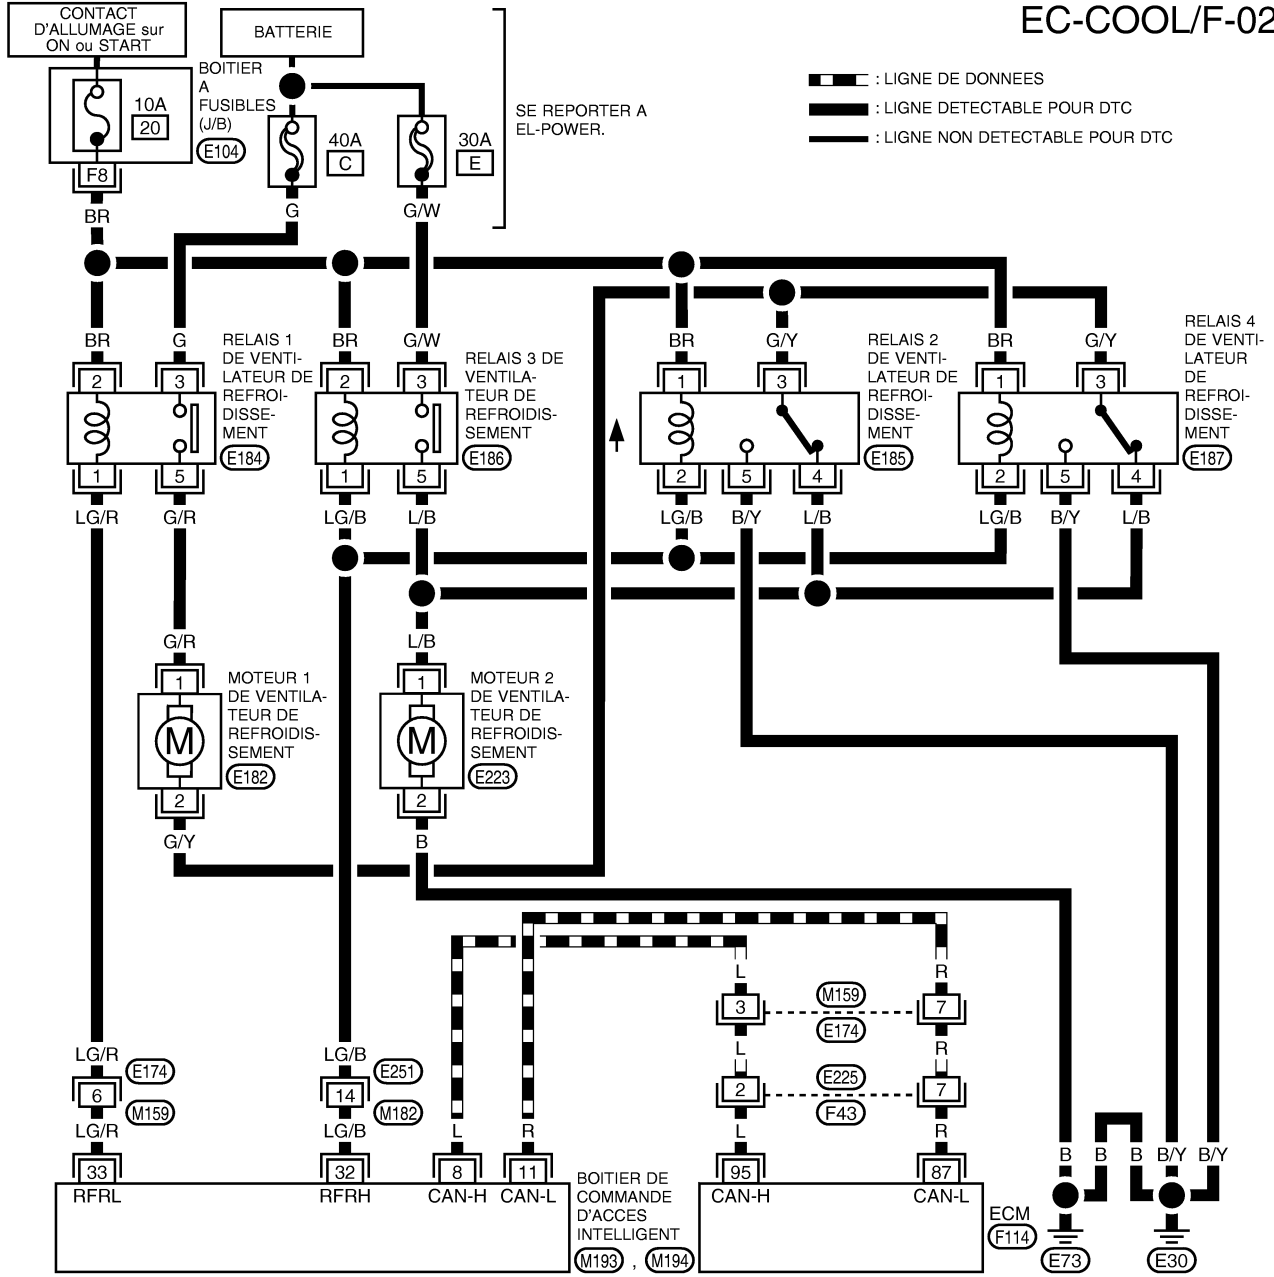 EC-COOL/F-02
CONTACT
D'ALLUMAGE sur
ON ou START
BATTERIE
: LIGNE DE DONNEES
: LIGNE DETECTABLE POUR DTC
: LIGNE NON DETECTABLE POUR DTC
BOITIER
A
FUSIBLES
(J/B)
E104
10A
20
F8
40A
C
30A
E
SE REPORTER A
EL-POWER.
BR
G
G/W
BR
G
BR
G/W
BR
G/Y
BR
G/Y
2
3
RELAIS 1
DE VENTI-
LATEUR DE
REFROI-
DISSE-
MENT
E184
1
5
2
3
RELAIS 3 DE
VENTILA-
TEUR DE
REFROIDIS-
SEMENT
E186
1
5
1
3
RELAIS 2
DE VENTI-
LATEUR DE
REFROI-
DISSE-
MENT
E185
2
5
4
1
3
RELAIS 4
DE VENTI-
LATEUR
DE
REFROI-
DISSE-
MENT
E187
2
5
4
LG/R
G/R
LG/B
L/B
LG/B
B/Y
L/B
LG/B
B/Y
L/B
G/R
L/B
1
M
2
MOTEUR 1
DE VENTILA-
TEUR DE
REFROIDIS-
SEMENT
E182
1
M
2
MOTEUR 2
DE VENTILA-
TEUR DE
REFROIDIS-
SEMENT
E223
G/Y
B
L
R
3
M159
E174
7
L
R
2
E225
F43
7
L
R
LG/R
6
E174
M159
LG/R
LG/B
14
E251
M182
LG/B
L
R
B
B
B
B/Y
B/Y
33
32
8
11
95
87
RFRL
RFRH
CAN-H
CAN-L
CAN-H
CAN-L
BOITIER DE
COMMANDE
D'ACCES
INTELLIGENT
M193 , M194
ECM
F114
E73
E30